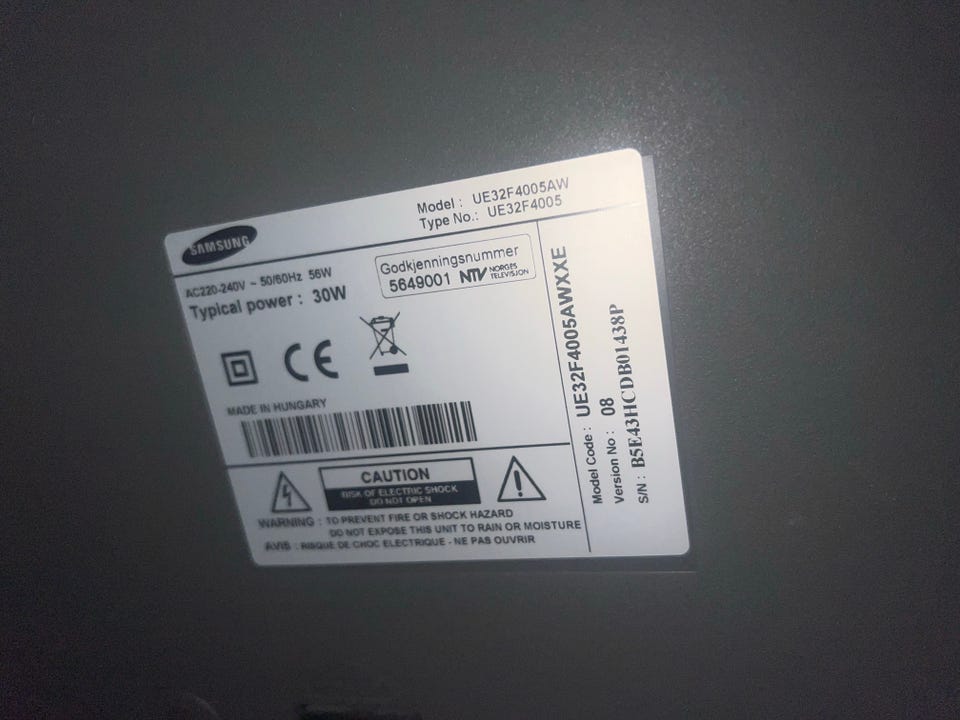 SAMSUNG
Model : UE32F4005AW
Type No.: UE32F4005
AC220-240V ~ 50/60Hz 56W
Typical power : 30W
Godkjenningsnummer
5649001 NTV NORGES TELEVISJON
CE
MADE IN HUNGARY
CAUTION
RISK OF ELECTRIC SHOCK
DO NOT OPEN
WARNING : TO PREVENT FIRE OR SHOCK HAZARD
DO NOT EXPOSE THIS UNIT TO RAIN OR MOISTURE
AVIS : RISQUE DE CHOC ELECTRIQUE - NE PAS OUVRIR
Model Code : UE32F4005AWXXE
Version No : 08
S/N : B5E43HCDB01438P